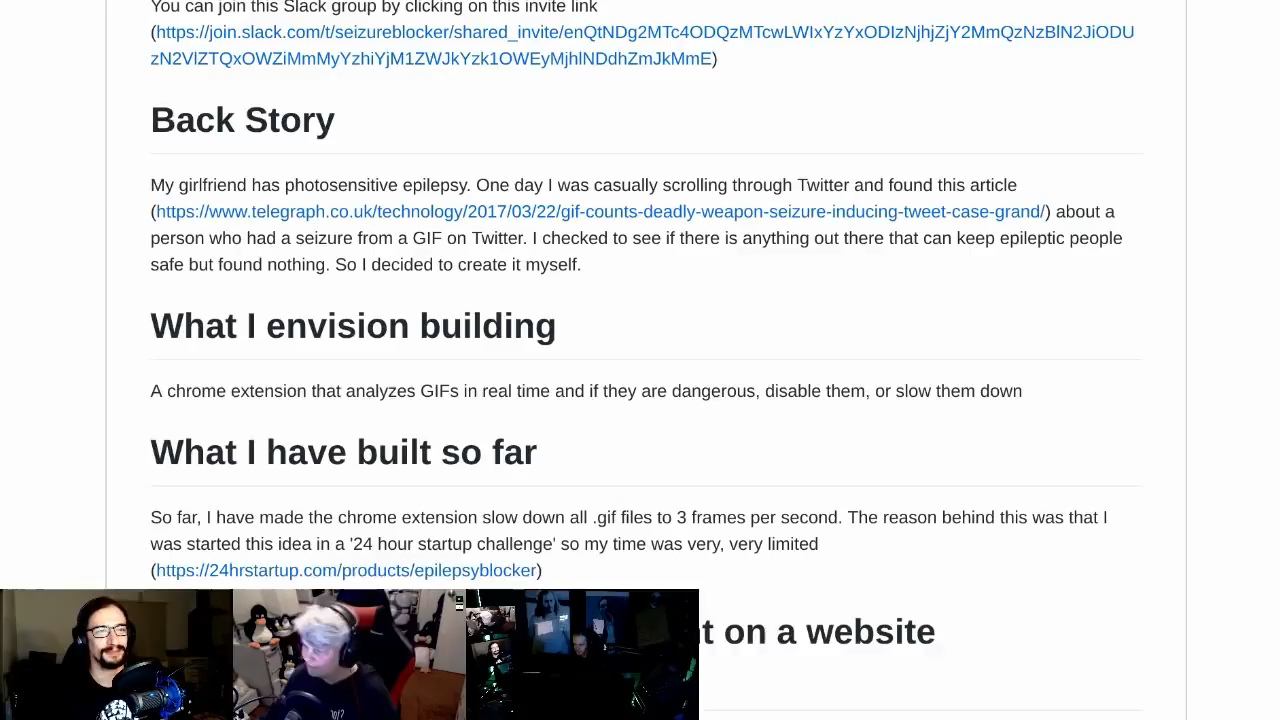 You can join this Slack group by clicking on this invite link
(https://join.slack.com/t/seizureblocker/shared_invite/enQtNDg2MTc4ODQzMTcwLWIxYzYxODIzNjhjZjY2MmQzNzBlN2JiODU
zN2VlZTQxOWZiMmMyYzhiYjM1ZWJkYzk1OWEyMjhlNDdhZmJkMmE)
Back Story
My girlfriend has photosensitive epilepsy. One day I was casually scrolling through Twitter and found this article
(https://www.telegraph.co.uk/technology/2017/03/22/gif-counts-deadly-weapon-seizure-inducing-tweet-case-grand/) about a
person who had a seizure from a GIF on Twitter. I checked to see if there is anything out there that can keep epileptic people
safe but found nothing. So I decided to create it myself.
What I envision building
A chrome extension that analyzes GIFs in real time and if they are dangerous, disable them, or slow them down
What I have built so far
So far, I have made the chrome extension slow down all .gif files to 3 frames per second. The reason behind this was that I
was started this idea in a '24 hour startup challenge' so my time was very, very limited
(https://24hrstartup.com/products/epilepsyblocker)
t on a website